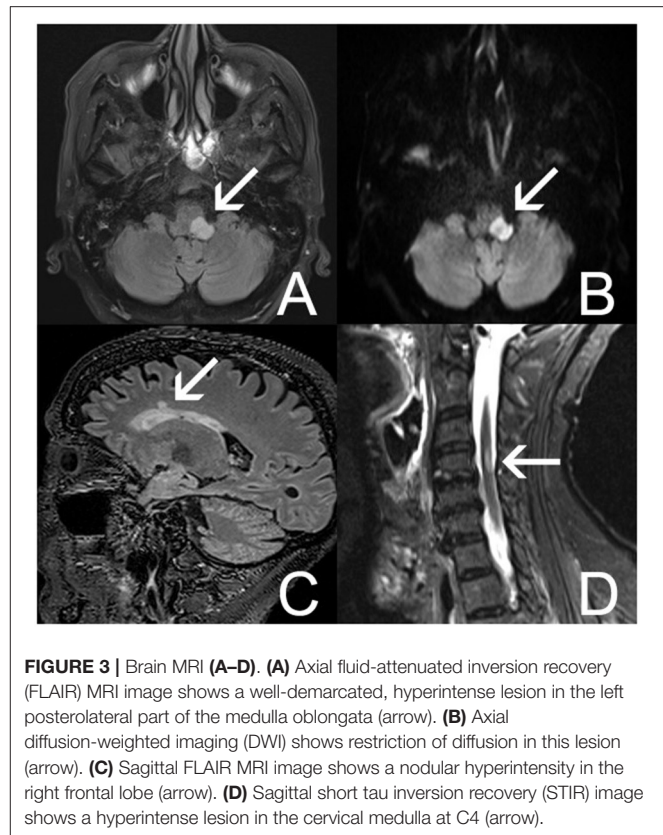 A
B
C
D
FIGURE 3 | Brain MRI (A–D). (A) Axial fluid-attenuated inversion recovery
(FLAIR) MRI image shows a well-demarcated, hyperintense lesion in the left
posterolateral part of the medulla oblongata (arrow). (B) Axial
diffusion-weighted imaging (DWI) shows restriction of diffusion in this lesion
(arrow). (C) Sagittal FLAIR MRI image shows a nodular hyperintensity in the
right frontal lobe (arrow). (D) Sagittal short tau inversion recovery (STIR) image
shows a hyperintense lesion in the cervical medulla at C4 (arrow).